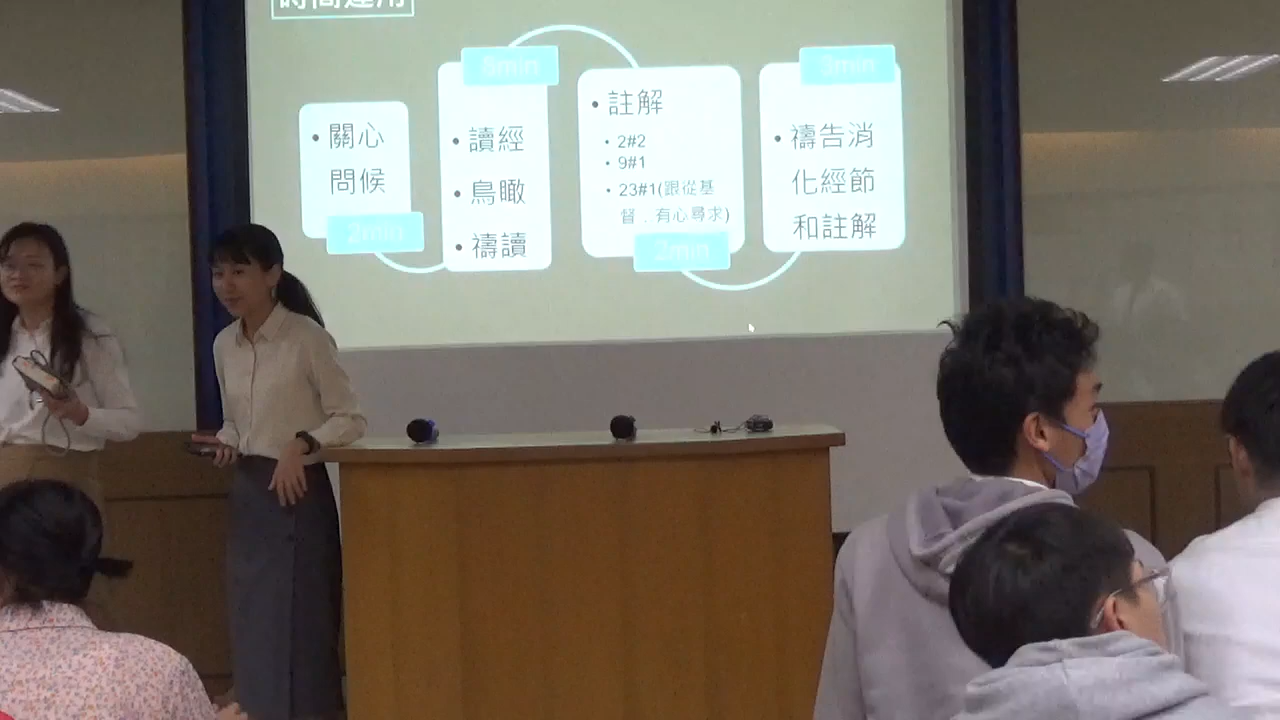 時間運用
• 關心
問候
2min
8min
• 讀經
• 鳥瞰
• 禱讀
• 註解
• 2#2
• 9#1
• 23#1(跟從基
督，有心尋求)
2min
3min
• 禱告消
化經節
和註解